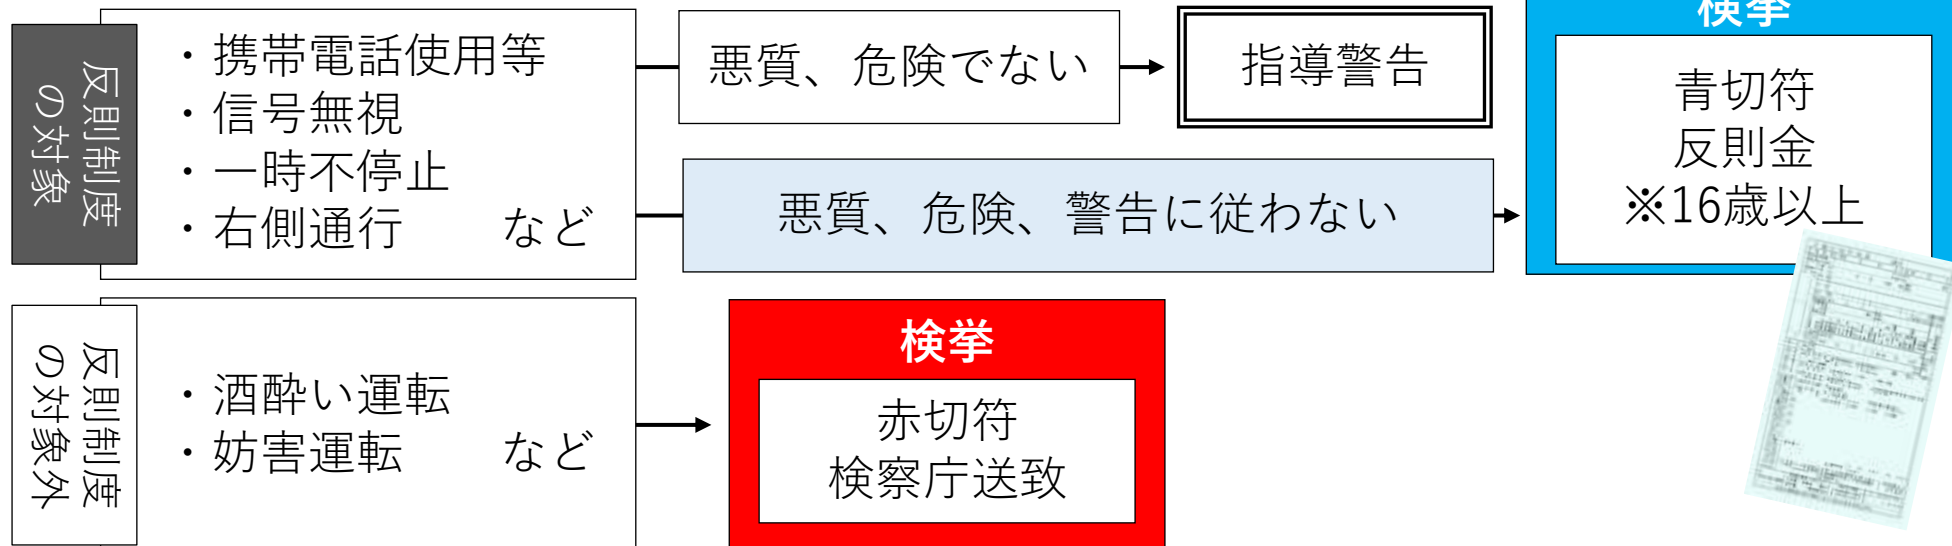 反則制度
の対象
・携帯電話使用等
・信号無視
・一時不停止
・右側通行　　など
悪質、危険でない
指導警告
悪質、危険、警告に従わない
検挙
青切符
反則金
※16歳以上
反則制度
の対象外
・酒酔い運転
・妨害運転　　など
検挙
赤切符
検察庁送致